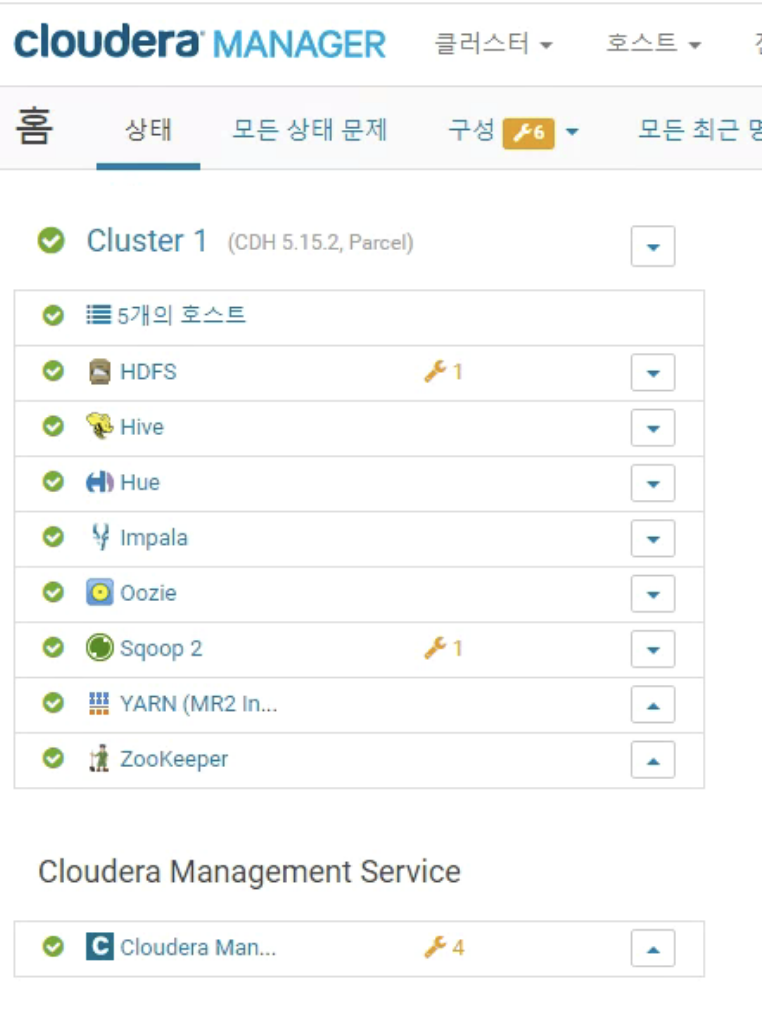 cloudera MANAGER 클러스터 호스트
홈 상태 모든 상태 문제 구성 6 모든 최근
Cluster 1 (CDH 5.15.2, Parcel)
5개의 호스트
HDFS 1
Hive
Hue
Impala
Oozie
Sqoop 2 1
YARN (MR2 In...
ZooKeeper
Cloudera Management Service
C Cloudera Man... 4